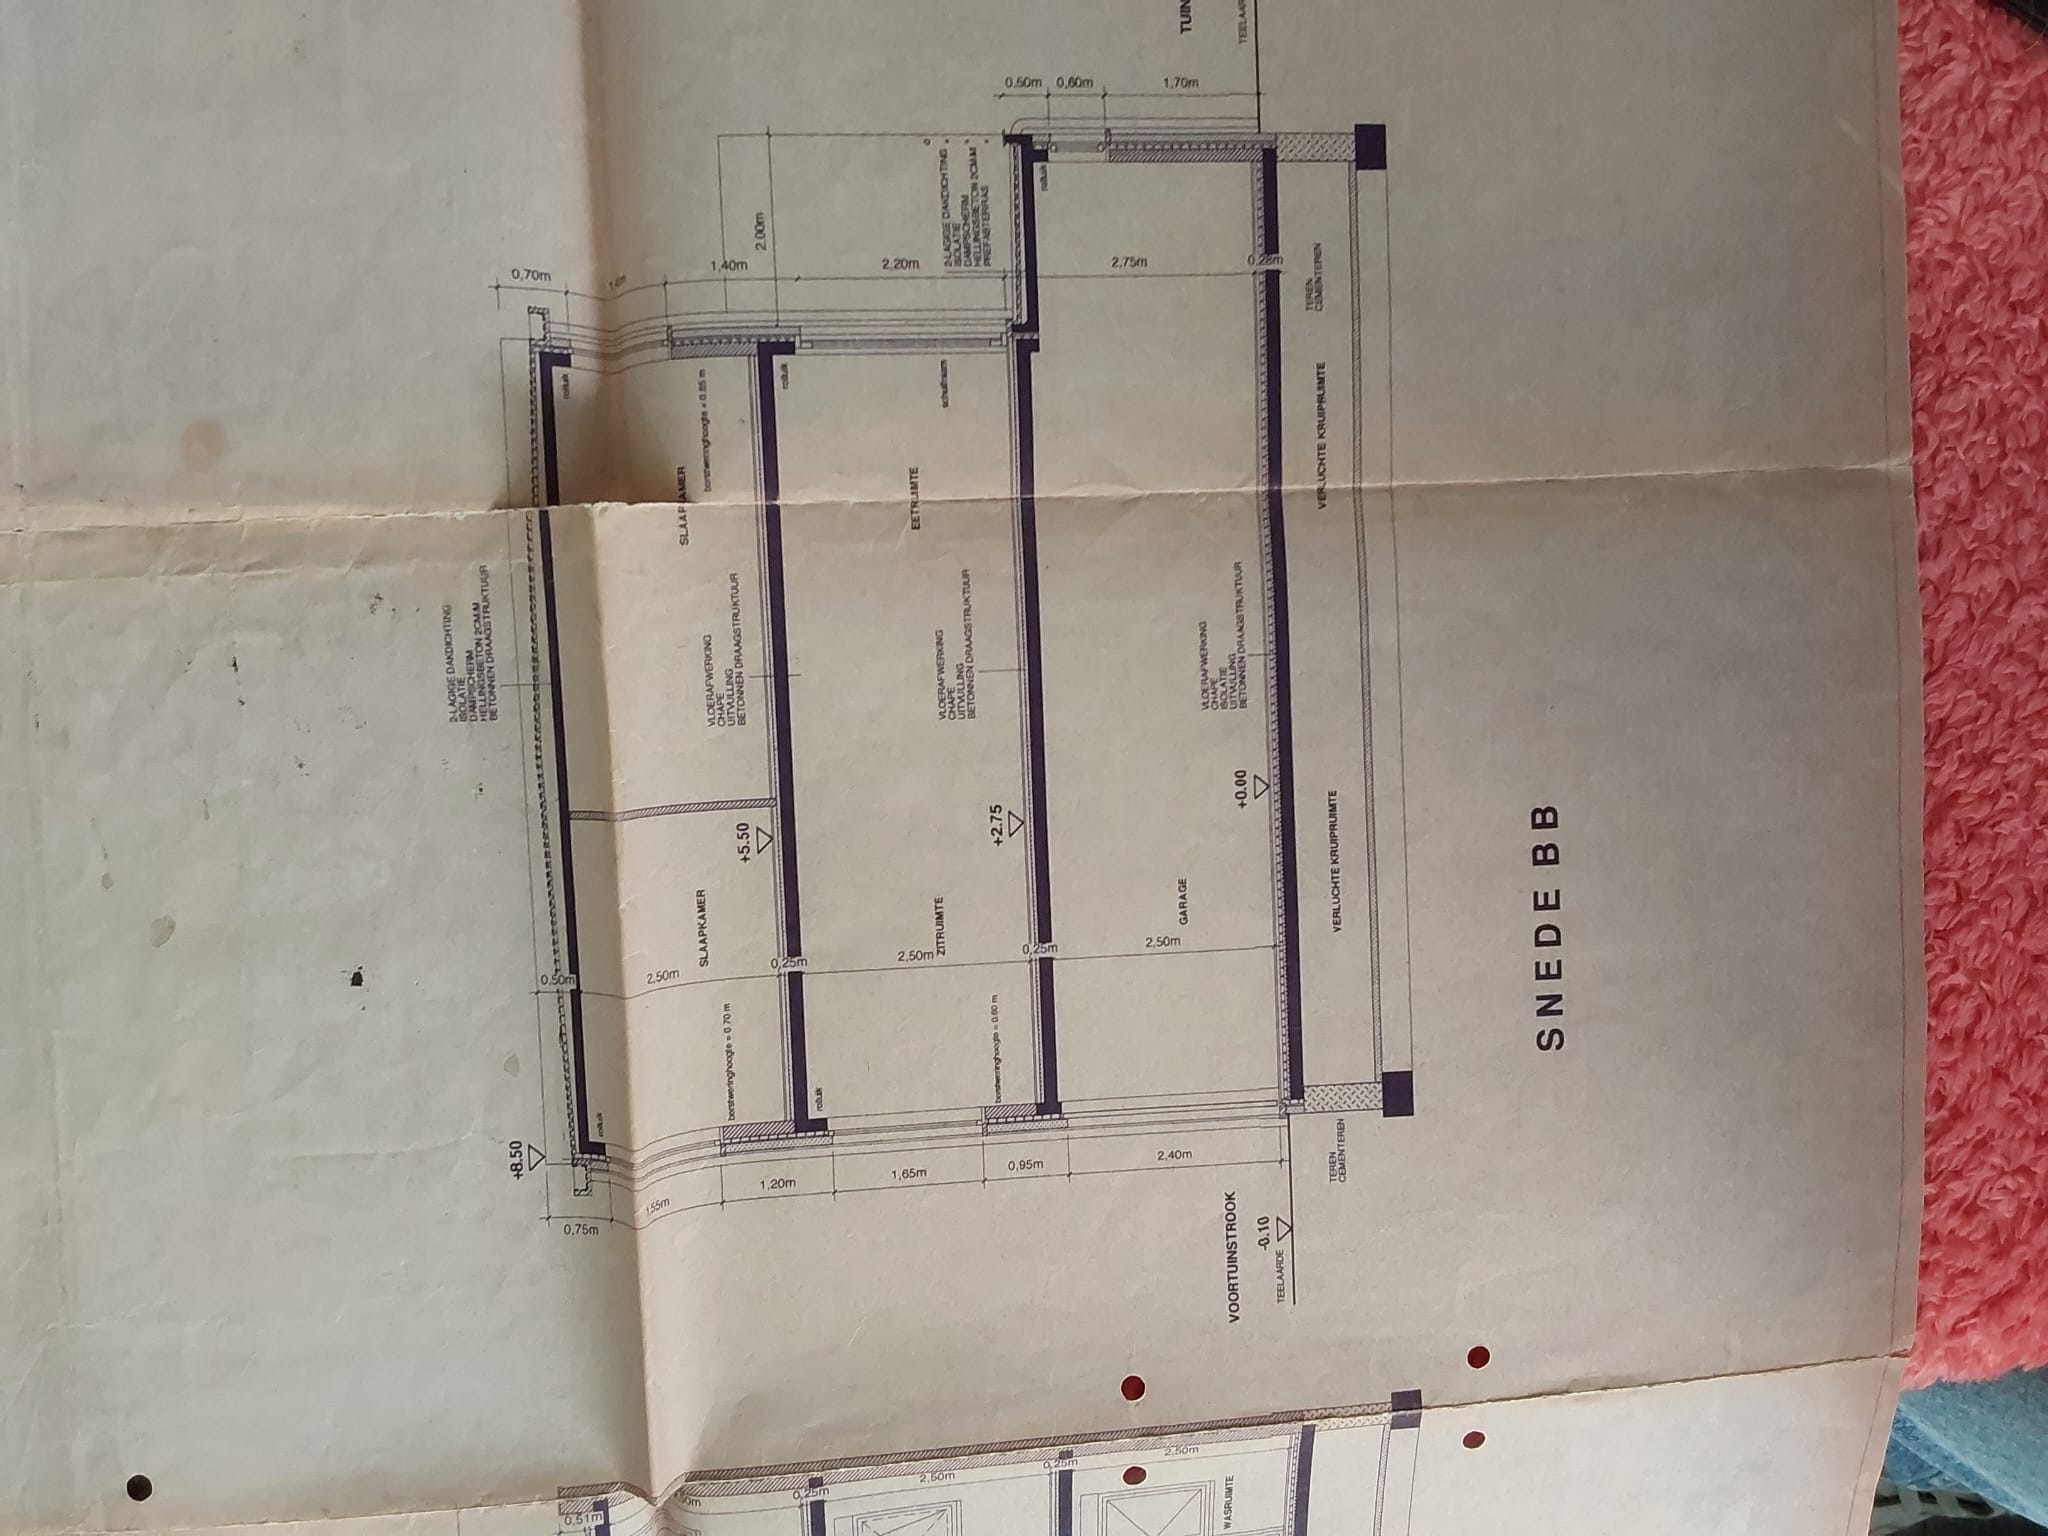 SNEDE BB
+8.50
0,75m
1,55m
1,20m
1,65m
0,95m
2,40m
VOORTUINSTROOK
-0.10
TEELAARDE
TEREN
CEMENTEREN
2-LAGIGE DAKDICHTING
ISOLATIE
DAMPSCHERM
HELLINGSBETON 2CM.M
BETONNEN DRAAGSTRUKTUUR
0,50m
rolluik
rolluik
2,50m
SLAAPKAMER
SLAAPKAMER
borstweringhoogte = 0.70 m
borstweringhoogte = 0.85 m
+5.50
VLOERAFWERKING
CHAPE
UITVULLING
BETONNEN DRAAGSTRUKTUUR
0,25m
rolluik
rolluik
2,50m
ZITRUIMTE
EETRUIMTE
schuifraam
borstweringhoogte = 0.60 m
+2.75
VLOERAFWERKING
CHAPE
UITVULLING
BETONNEN DRAAGSTRUKTUUR
0,25m
2,50m
GARAGE
+0.00
VLOERAFWERKING
CHAPE
ISOLATIE
UITVULLING
BETONNEN DRAAGSTRUKTUUR
VERLUCHTE KRUIPRUIMTE
VERLUCHTE KRUIPRUIMTE
TEREN
CEMENTEREN
0,70m
1,40m
2,00m
2,20m
2-LAGIGE DAKDICHTING
ISOLATIE
DAMPSCHERM
HELLINGSBETON 2CM.M
PREFABTERRAS
rolluik
2,75m
0,50m
0,60m
1,70m
TUIN
0,51m
0,25m
2,50m
0,25m
2,50m
WASRUIMTE